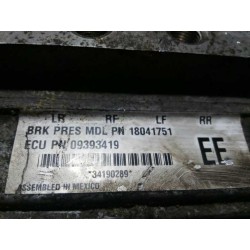 LR RF LF RR
BRK PRES MDL PN 18041751
ECU PN 09393419
EE
*34190289*
ASSEMBLED IN MEXICO